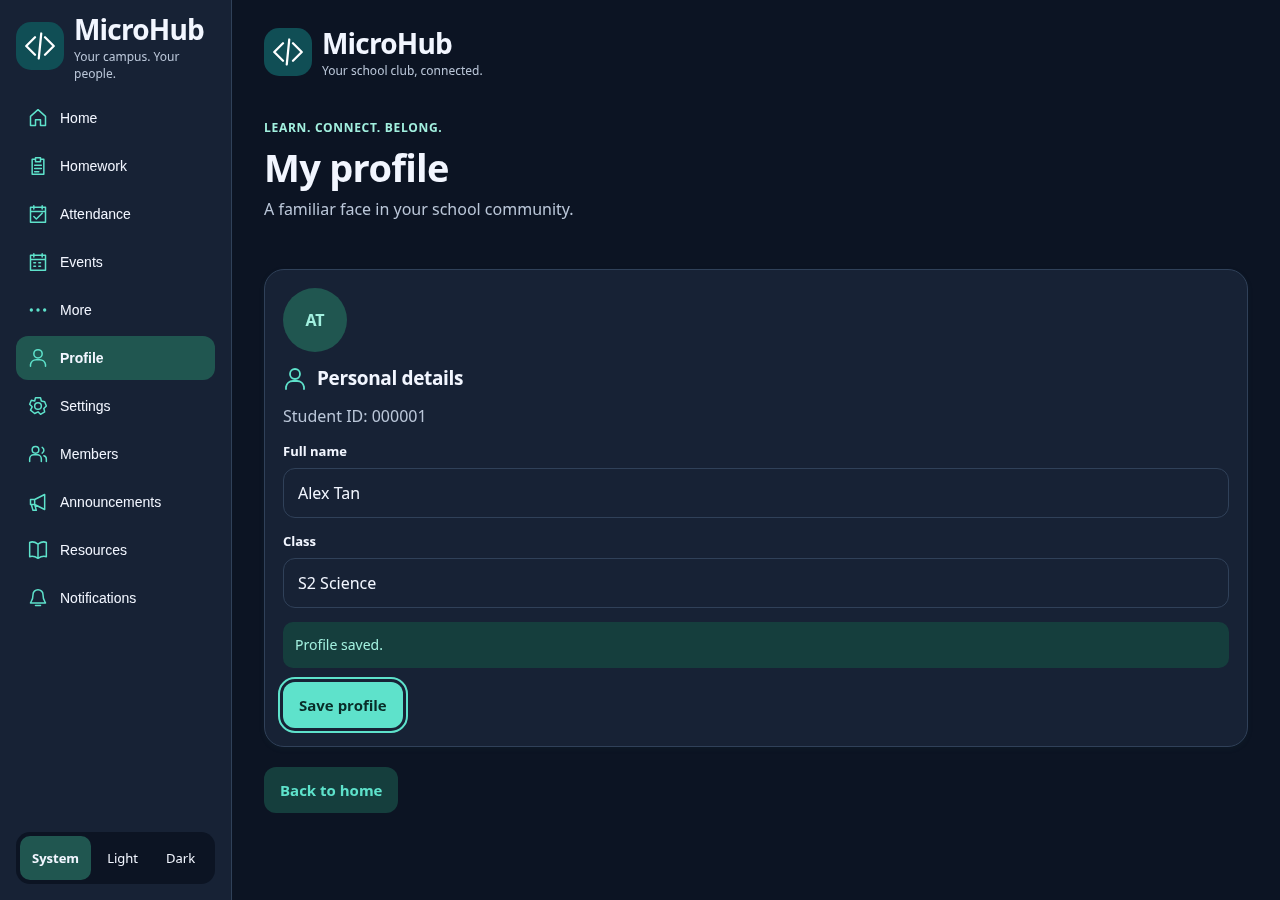 MicroHub
Your campus. Your
people.
Home
Homework
Attendance
Events
More
Profile
Settings
Members
Announcements
Resources
Notifications
System
Light
Dark
MicroHub
Your school club, connected.
LEARN. CONNECT. BELONG.
My profile
A familiar face in your school community.
AT
Personal details
Student ID: 000001
Full name
Alex Tan
Class
S2 Science
Profile saved.
Save profile
Back to home